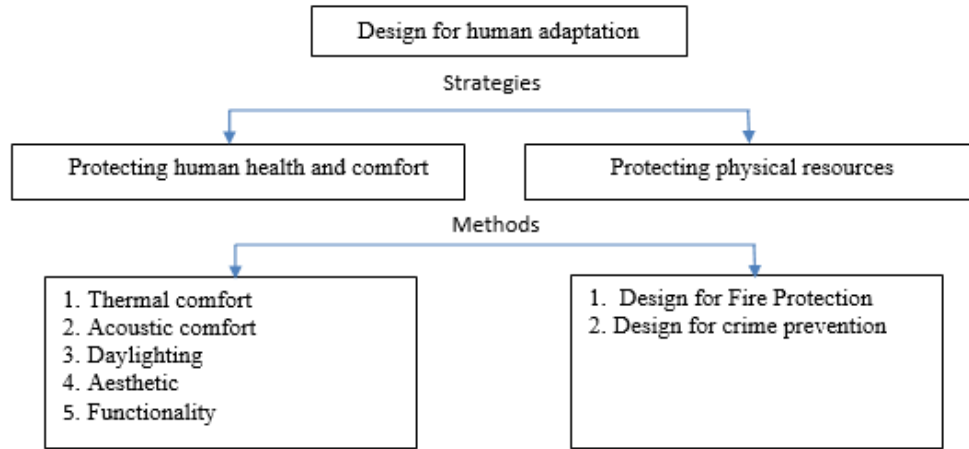 Design for human adaptation
Strategies
Protecting human health and comfort
Protecting physical resources
Methods
1. Thermal comfort
2. Acoustic comfort
3. Daylighting
4. Aesthetic
5. Functionality
1. Design for Fire Protection
2. Design for crime prevention